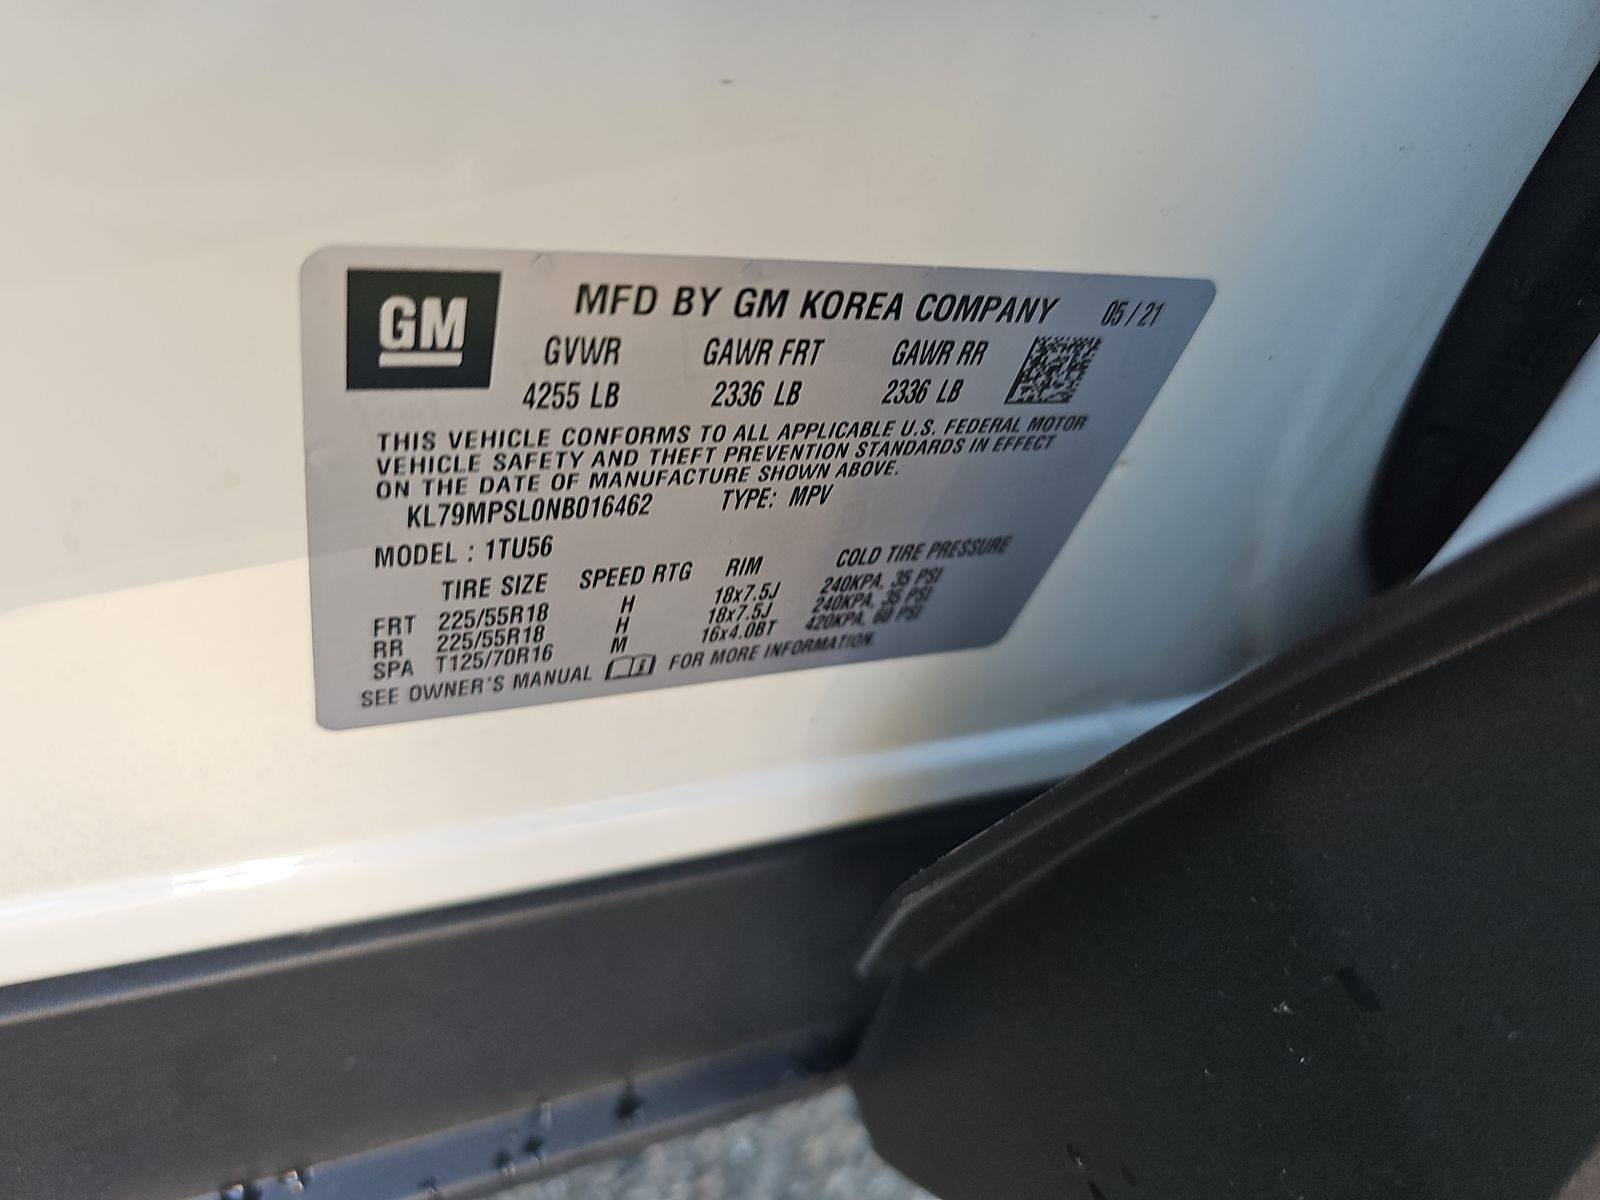 GM
MFD BY GM KOREA COMPANY 05/21
GVWR GAWR FRT GAWR RR
4255 LB 2336 LB 2336 LB
THIS VEHICLE CONFORMS TO ALL APPLICABLE U.S. FEDERAL MOTOR
VEHICLE SAFETY AND THEFT PREVENTION STANDARDS IN EFFECT
ON THE DATE OF MANUFACTURE SHOWN ABOVE.
KL79MPSL0NB016462 TYPE: MPV
MODEL : 1TU56
TIRE SIZE SPEED RTG RIM COLD TIRE PRESSURE
FRT 225/55R18 H 18x7.5J 240KPA, 35 PSI
RR 225/55R18 H 18x7.5J 240KPA, 35 PSI
SPA T125/70R16 M 16x4.0BT 420KPA, 60 PSI
SEE OWNER'S MANUAL FOR MORE INFORMATION.